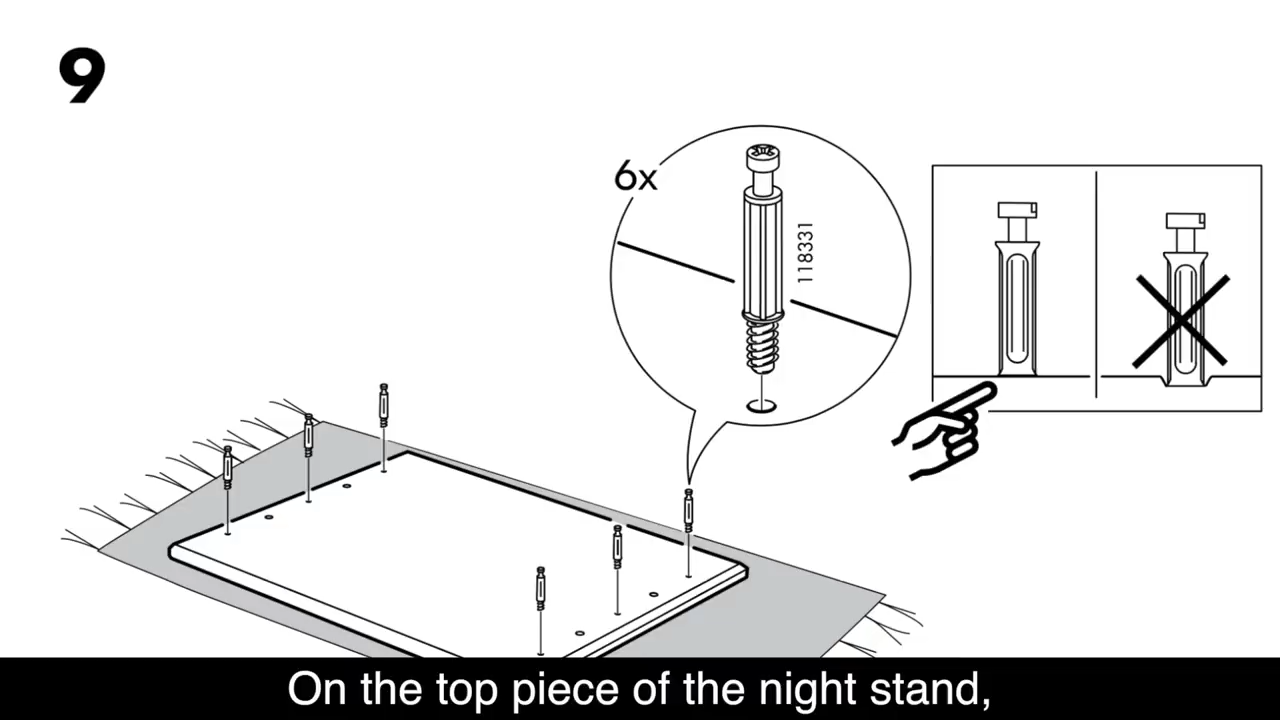 9
6x
118331
On the top piece of the night stand,